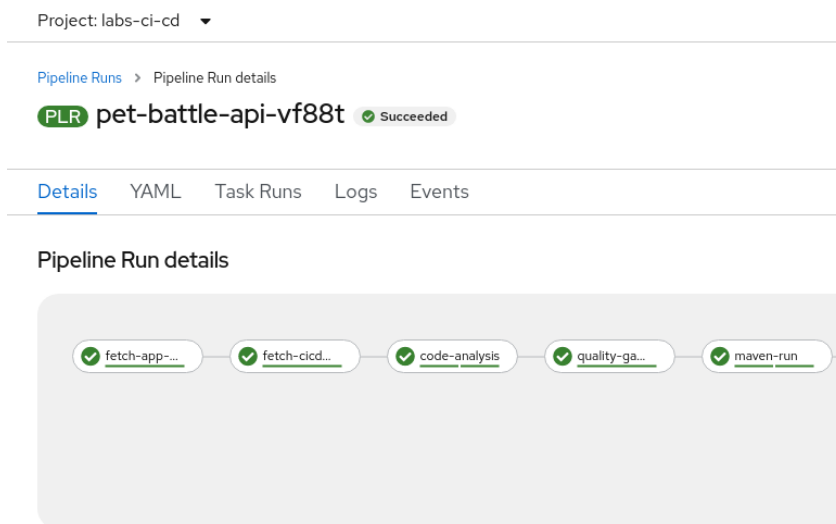 Project: labs-ci-cd
Pipeline Runs > Pipeline Run details
PLR pet-battle-api-vf88t Succeeded
Details YAML Task Runs Logs Events
Pipeline Run details
fetch-app-... fetch-cicd... code-analysis quality-ga... maven-run